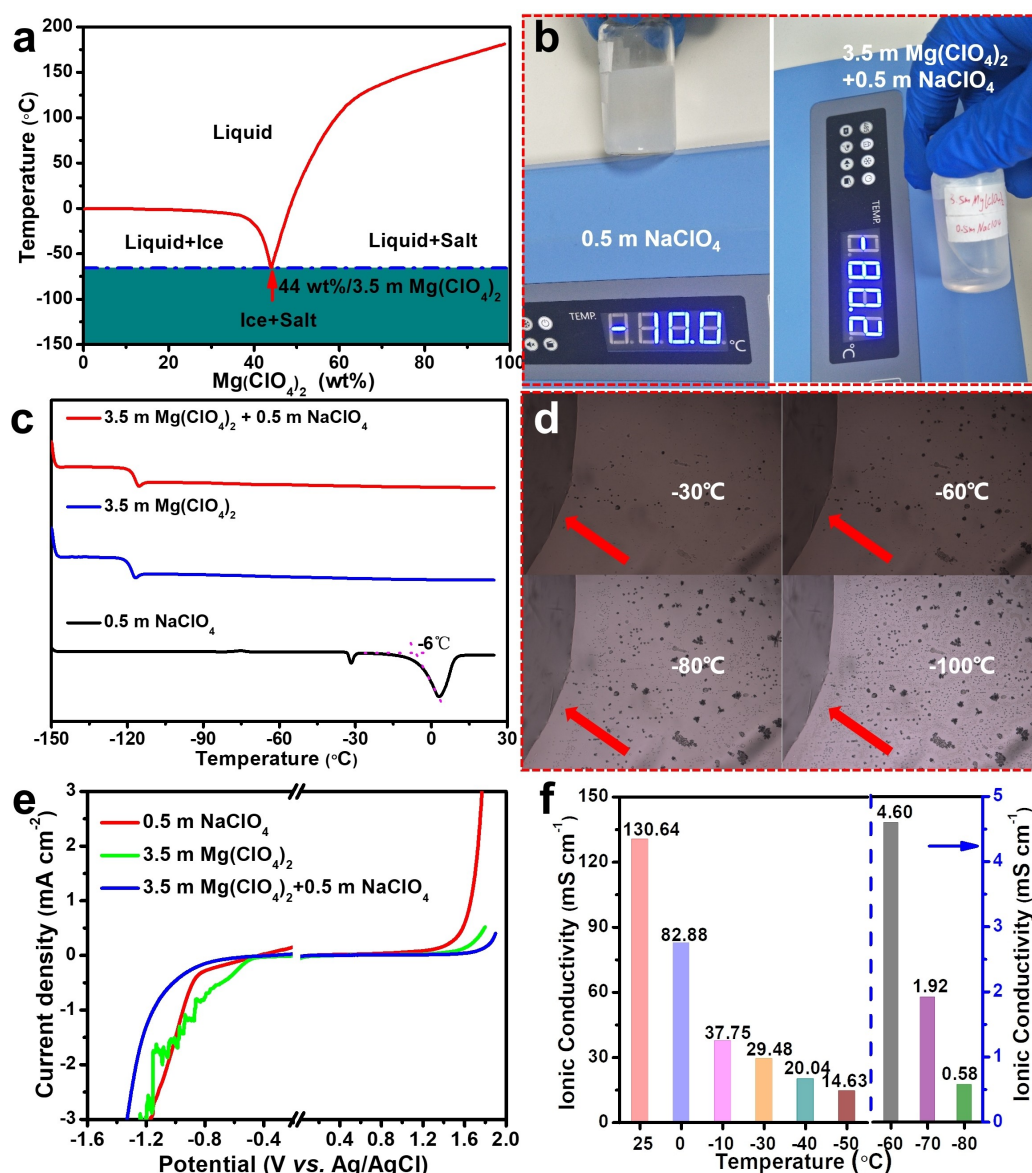 a
200
150
100
50
0
-50
-100
-150
Temperature (°C)
Liquid
Liquid+Ice
Liquid+Salt
44 wt%/3.5 m Mg(ClO₄)₂
Ice+Salt
0 20 40 60 80 100
Mg(ClO₄)₂ (wt%)
b
0.5 m NaClO₄
TEMP.
-10.0
°C
3.5 m Mg(ClO₄)₂
+0.5 m NaClO₄
TEMP.
-80.2
°C
3.5m Mg(ClO₄)₂
0.5m NaClO₄
c
3.5 m Mg(ClO₄)₂ + 0.5 m NaClO₄
3.5 m Mg(ClO₄)₂
0.5 m NaClO₄
-6℃
-150 -120 -90 -60 -30 0 30
Temperature (°C)
d
-30℃
-60℃
-80℃
-100℃
e
3
2
1
0
-1
-2
-3
Current density (mA cm⁻²)
0.5 m NaClO₄
3.5 m Mg(ClO₄)₂
3.5 m Mg(ClO₄)₂+0.5 m NaClO₄
-1.6 -1.2 -0.8 -0.4 0.4 0.8 1.2 1.6 2.0
Potential (V vs. Ag/AgCl)
f
150
120
90
60
30
0
Ionic Conductivity (mS cm⁻¹)
130.64
82.88
37.75
29.48
20.04
14.63
4.60
1.92
0.58
5
4
3
2
1
0
Ionic Conductivity (mS cm⁻¹)
25 0 -10 -30 -40 -50 -60 -70 -80
Temperature (°C)